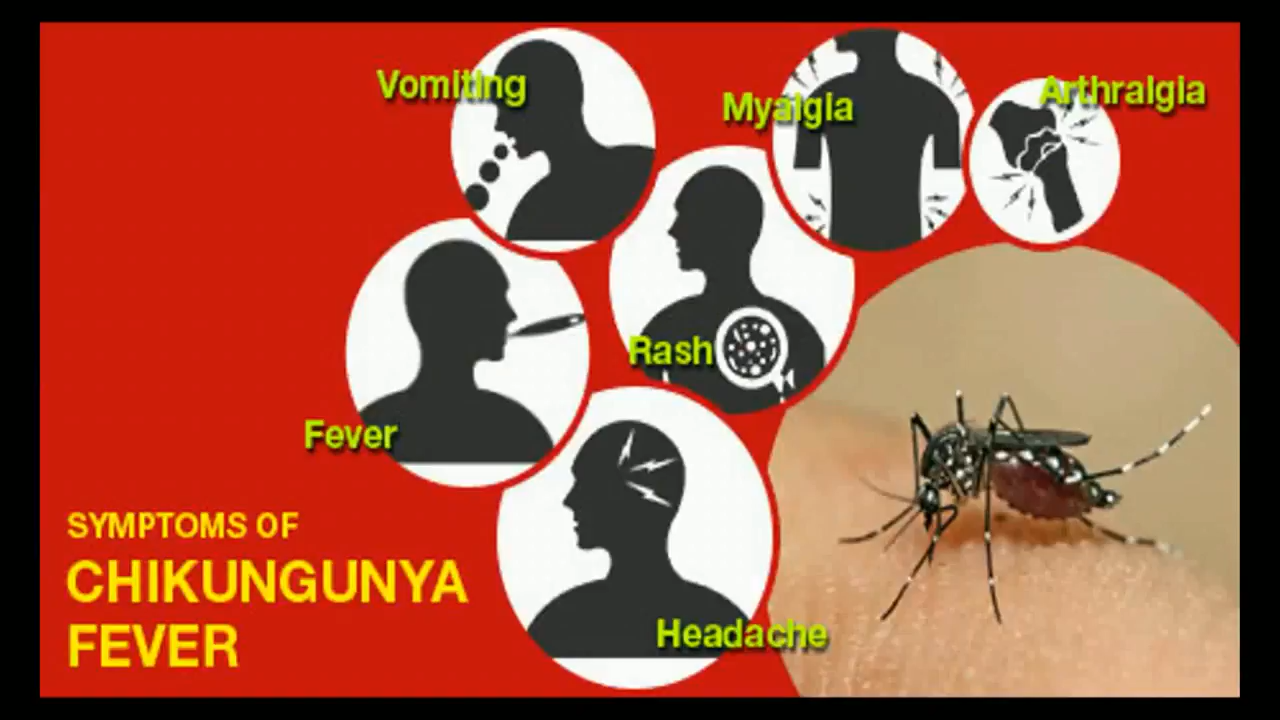 Vomiting
Myalgia
Arthralgia
Rash
Fever
Headache
SYMPTOMS OF
CHIKUNGUNYA
FEVER